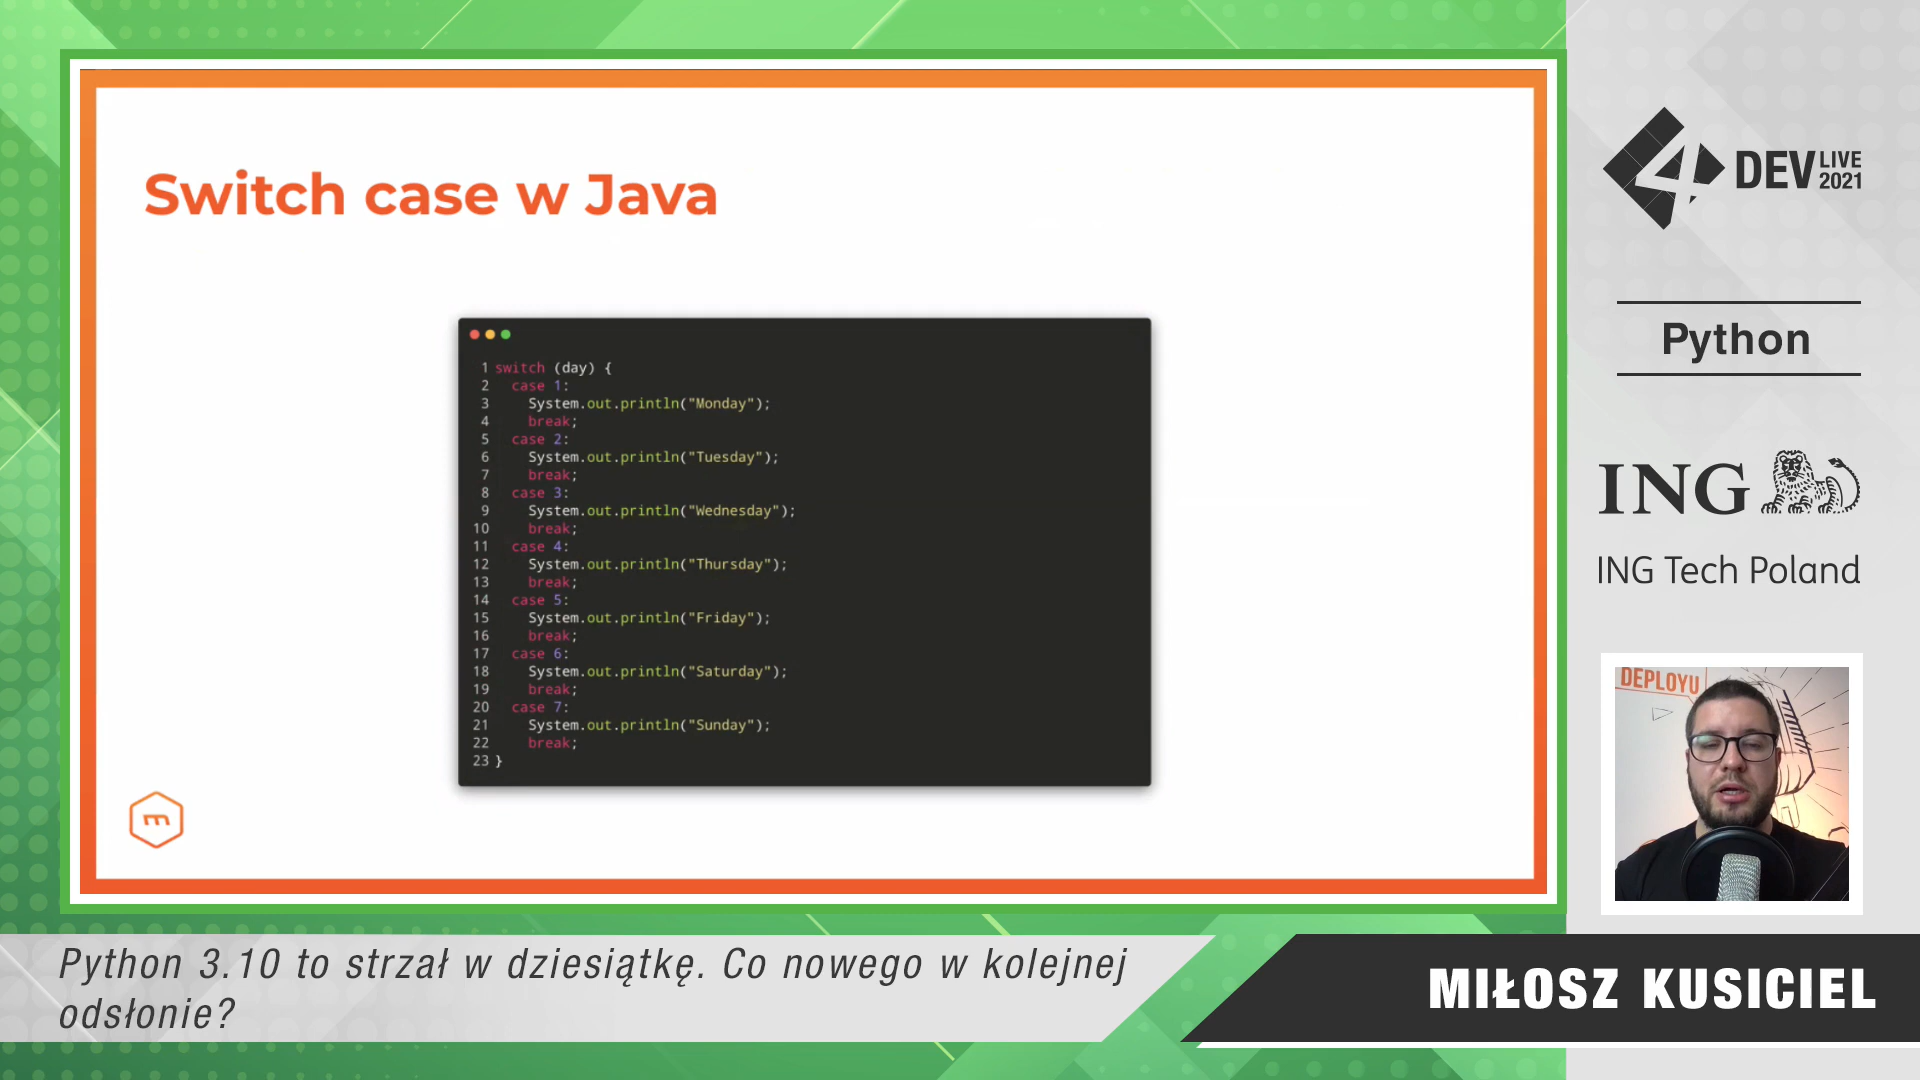 Switch case w Java
1 switch (day) {
2 case 1:
3 System.out.println("Monday");
4 break;
5 case 2:
6 System.out.println("Tuesday");
7 break;
8 case 3:
9 System.out.println("Wednesday");
10 break;
11 case 4:
12 System.out.println("Thursday");
13 break;
14 case 5:
15 System.out.println("Friday");
16 break;
17 case 6:
18 System.out.println("Saturday");
19 break;
20 case 7:
21 System.out.println("Sunday");
22 break;
23 }
m
4 DEV LIVE 2021
Python
ING
ING Tech Poland
DEPLOYU
Python 3.10 to strzał w dziesiątkę. Co nowego w kolejnej
odsłonie?
MIŁOSZ KUSICIEL